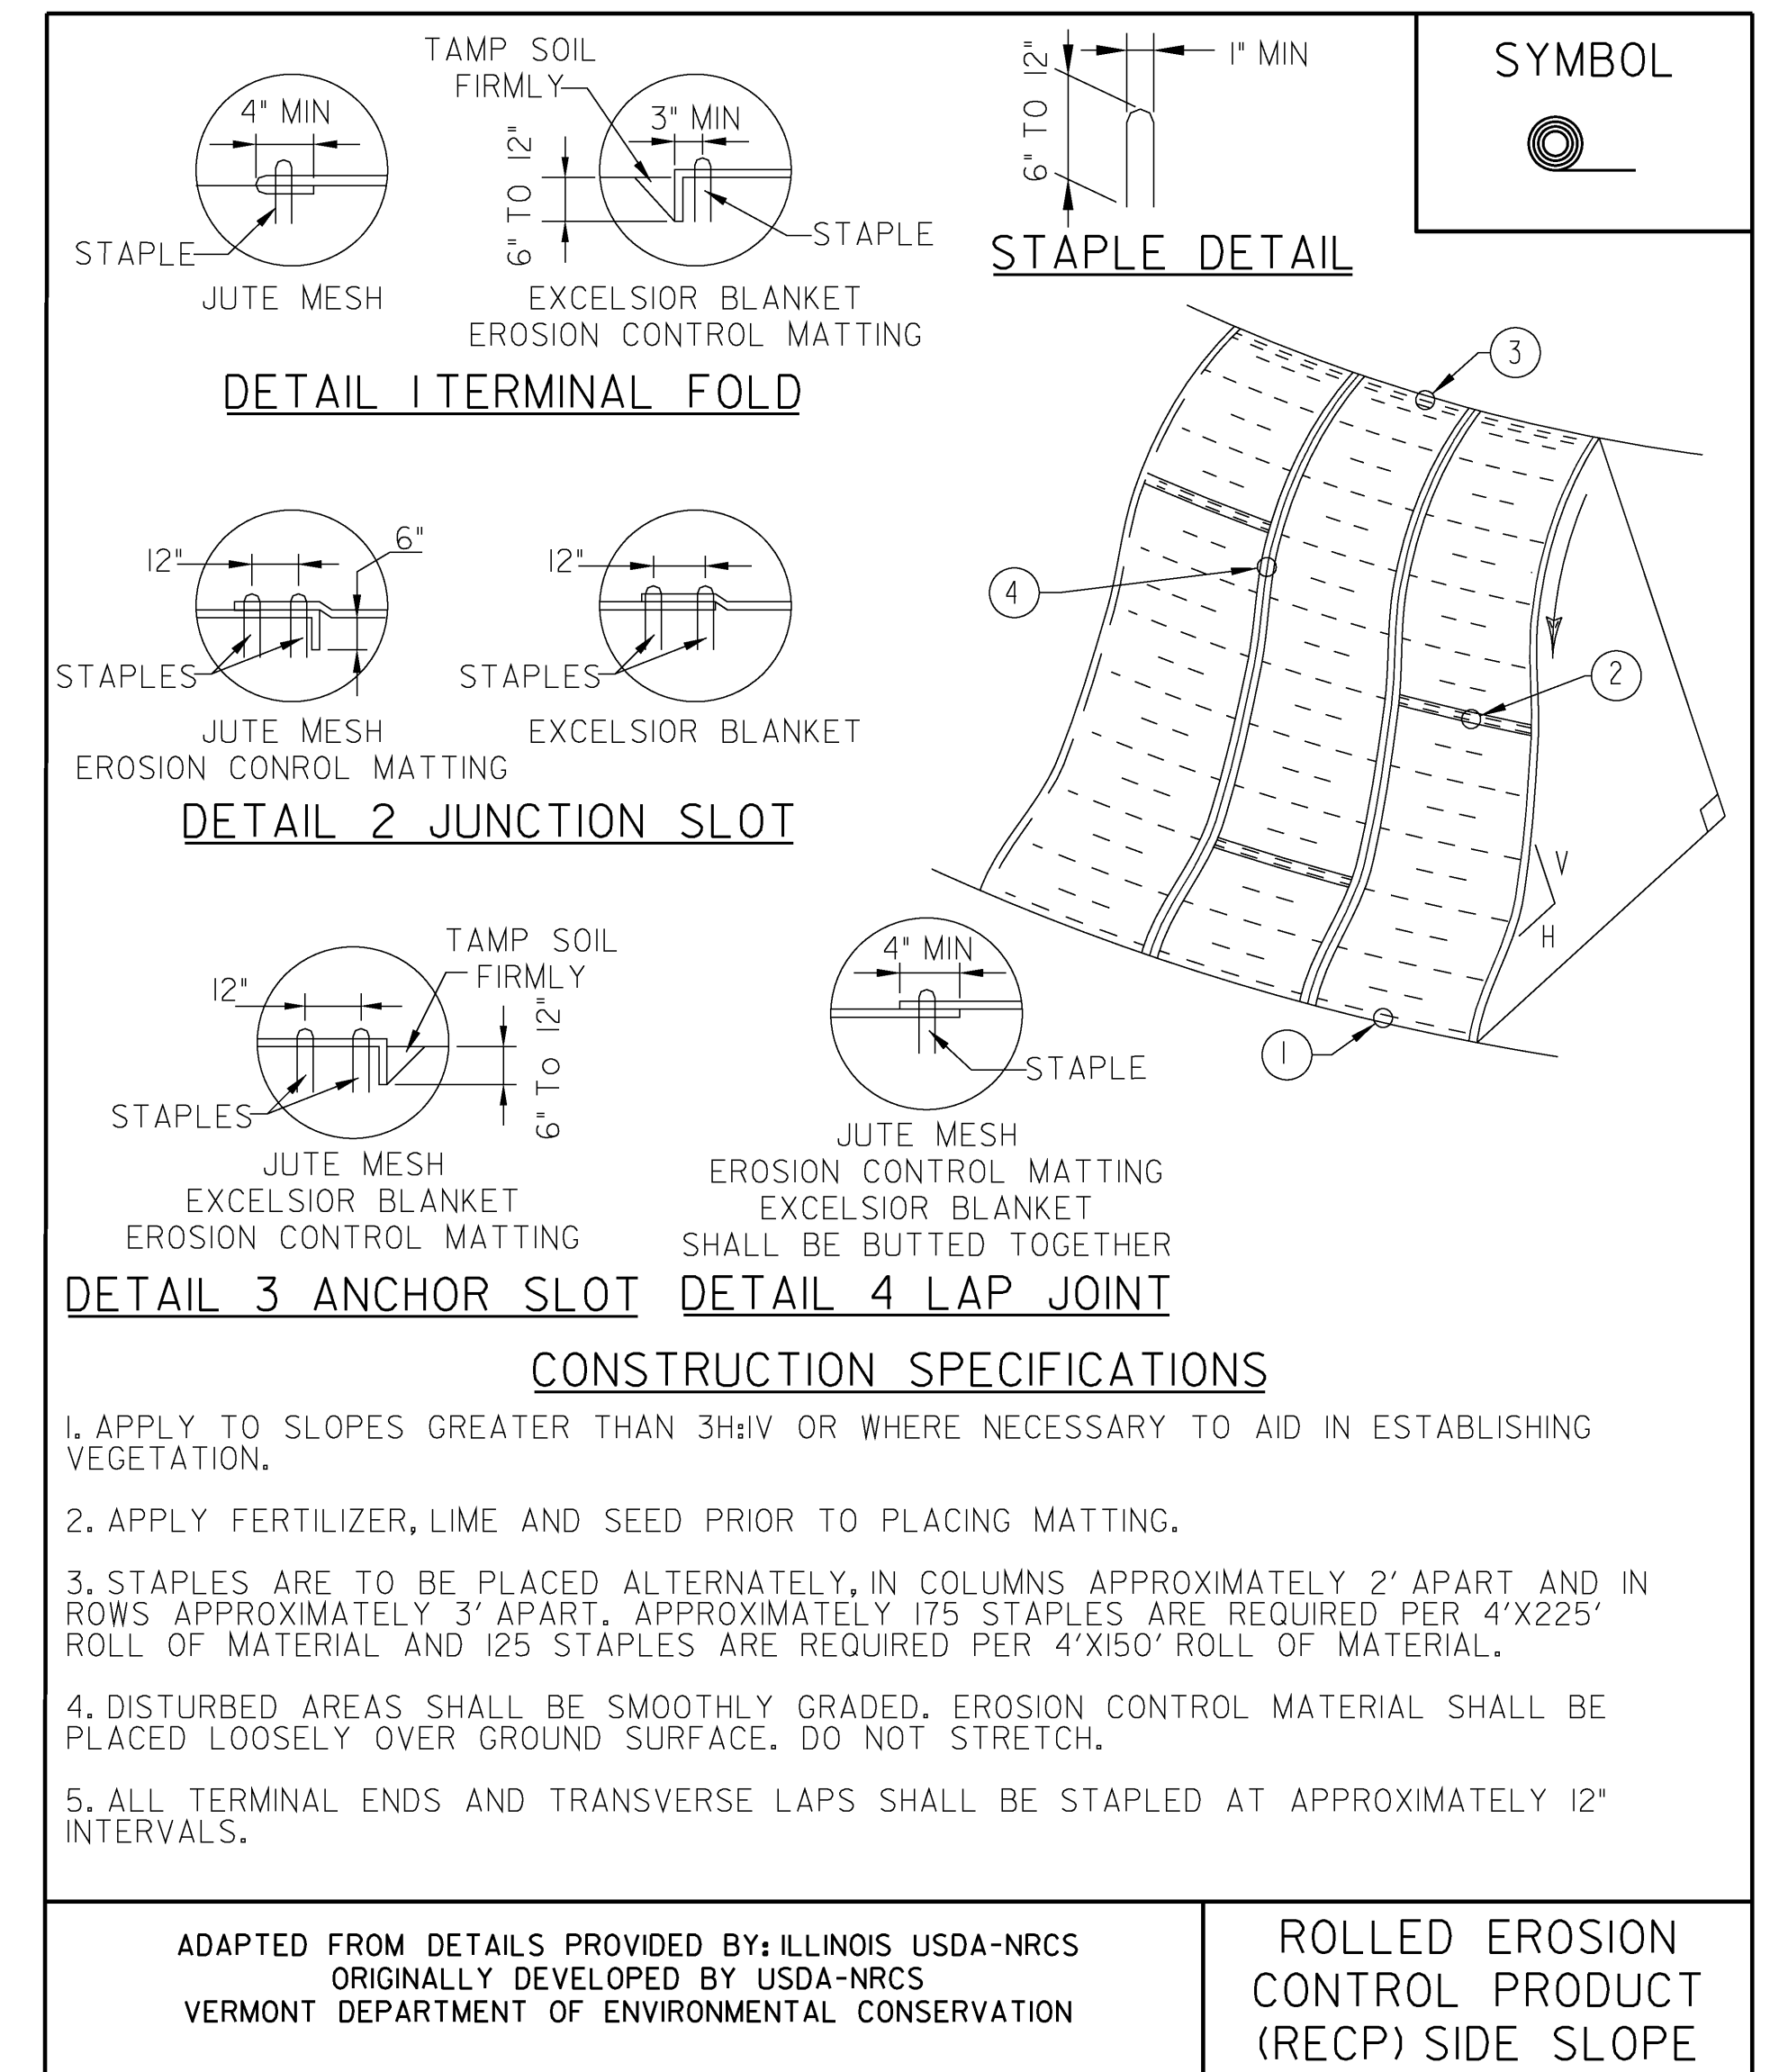 TAMP SOIL
FIRMLY
4" MIN
3" MIN
6" TO 12"
STAPLE
STAPLE
JUTE MESH
EXCELSIOR BLANKET
EROSION CONTROL MATTING
DETAIL 1 TERMINAL FOLD
6" TO 12"
1" MIN
STAPLE DETAIL
SYMBOL
12"
6"
STAPLES
JUTE MESH
EROSION CONROL MATTING
12"
STAPLES
EXCELSIOR BLANKET
DETAIL 2 JUNCTION SLOT
3
4
2
V
H
1
12"
TAMP SOIL
FIRMLY
6" To 12"
STAPLES
JUTE MESH
EXCELSIOR BLANKET
EROSION CONTROL MATTING
DETAIL 3 ANCHOR SLOT
4" MIN
STAPLE
JUTE MESH
EROSION CONTROL MATTING
EXCELSIOR BLANKET
SHALL BE BUTTED TOGETHER
DETAIL 4 LAP JOINT
CONSTRUCTION SPECIFICATIONS
1. APPLY TO SLOPES GREATER THAN 3H:1V OR WHERE NECESSARY TO AID IN ESTABLISHING
VEGETATION.
2. APPLY FERTILIZER, LIME AND SEED PRIOR TO PLACING MATTING.
3. STAPLES ARE TO BE PLACED ALTERNATELY, IN COLUMNS APPROXIMATELY 2' APART AND IN
ROWS APPROXIMATELY 3' APART. APPROXIMATELY 175 STAPLES ARE REQUIRED PER 4'X225'
ROLL OF MATERIAL AND 125 STAPLES ARE REQUIRED PER 4'X150' ROLL OF MATERIAL.
4. DISTURBED AREAS SHALL BE SMOOTHLY GRADED. EROSION CONTROL MATERIAL SHALL BE
PLACED LOOSELY OVER GROUND SURFACE. DO NOT STRETCH.
5. ALL TERMINAL ENDS AND TRANSVERSE LAPS SHALL BE STAPLED AT APPROXIMATELY 12"
INTERVALS.
ADAPTED FROM DETAILS PROVIDED BY: ILLINOIS USDA-NRCS
ORIGINALLY DEVELOPED BY USDA-NRCS
VERMONT DEPARTMENT OF ENVIRONMENTAL CONSERVATION
ROLLED EROSION
CONTROL PRODUCT
(RECP) SIDE SLOPE